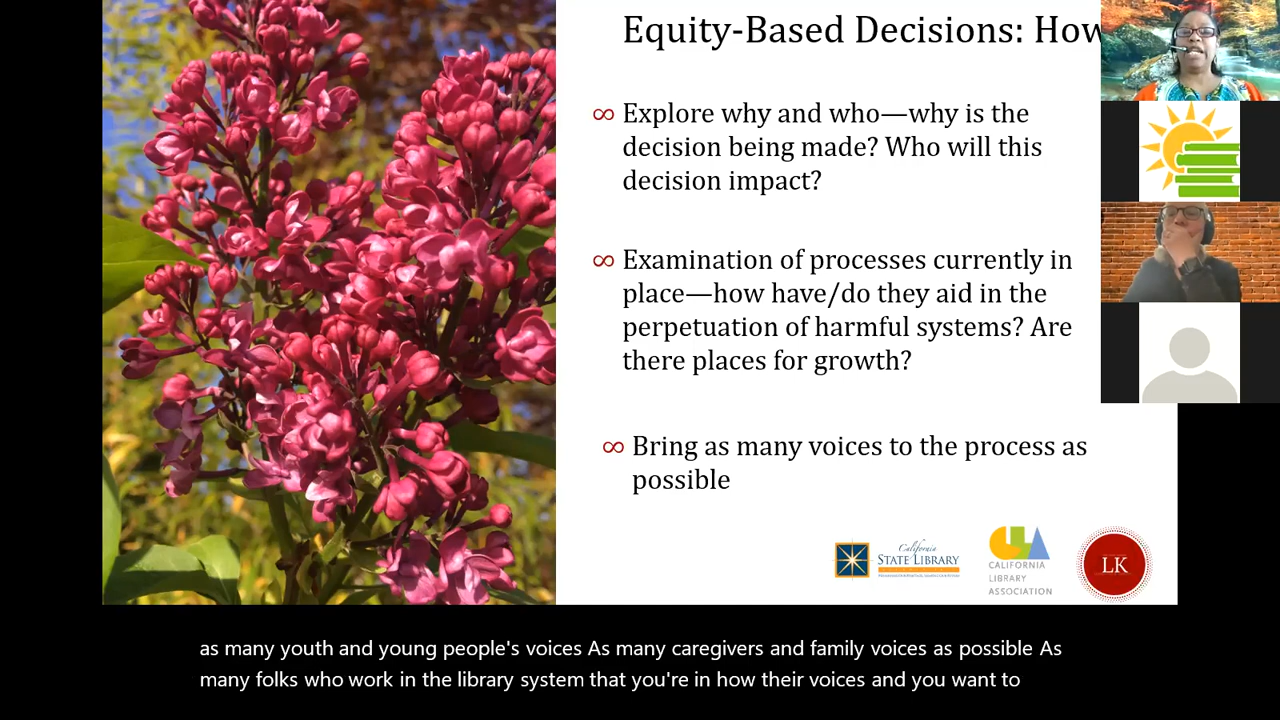 Equity-Based Decisions: How
∞ Explore why and who—why is the
decision being made? Who will this
decision impact?
∞ Examination of processes currently in
place—how have/do they aid in the
perpetuation of harmful systems? Are
there places for growth?
∞ Bring as many voices to the process as
possible
California
STATE LIBRARY
CALIFORNIA
LIBRARY
ASSOCIATION
LK
as many youth and young people's voices As many caregivers and family voices as possible As
many folks who work in the library system that you're in how their voices and you want to